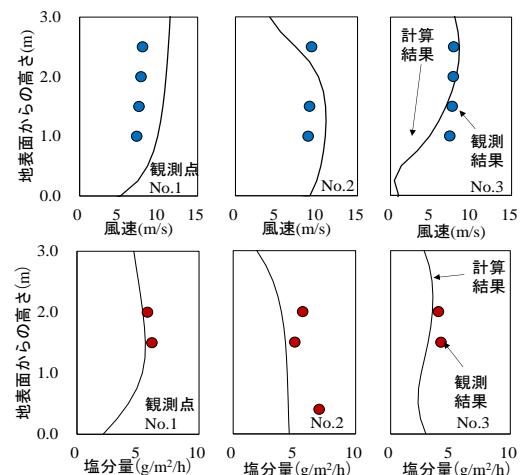 地表面からの高さ(m)
3.0
2.0
1.0
0.0
観測点
No.1
No.2
計算
結果
観測
結果
No.3
0 5 10 15
0 5 10 15
0 5 10 15
風速(m/s)
風速(m/s)
風速(m/s)
地表面からの高さ(m)
3.0
2.0
1.0
0.0
観測点
No.1
No.2
計算
結果
観測
結果
No.3
0 5 10
0 5 10
0 5 10
塩分量(g/m²/h)
塩分量(g/m²/h)
塩分量(g/m²/h)